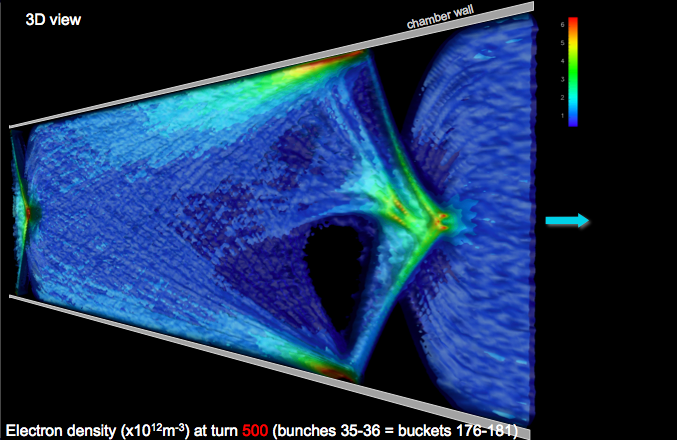 3D view
chamber wall
6
5
4
3
2
1
Electron density (x10¹²m⁻³) at turn 500 (bunches 35-36 = buckets 176-181)